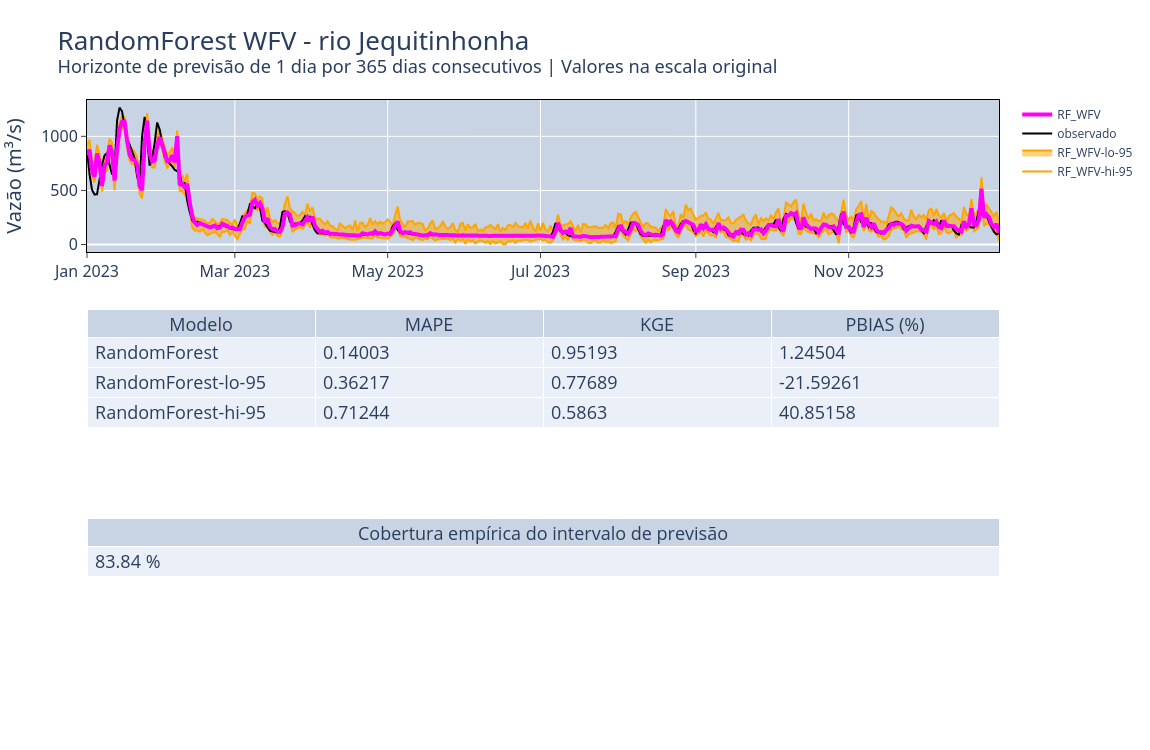 RandomForest WFV - rio Jequitinhonha
Horizonte de previsão de 1 dia por 365 dias consecutivos | Valores na escala original
Vazão (m³/s)
1000
500
0
Jan 2023
Mar 2023
May 2023
Jul 2023
Sep 2023
Nov 2023
RF_WFV
observado
RF_WFV-lo-95
RF_WFV-hi-95
Modelo MAPE KGE PBIAS (%)
RandomForest 0.14003 0.95193 1.24504
RandomForest-lo-95 0.36217 0.77689 -21.59261
RandomForest-hi-95 0.71244 0.5863 40.85158
Cobertura empírica do intervalo de previsão
83.84 %